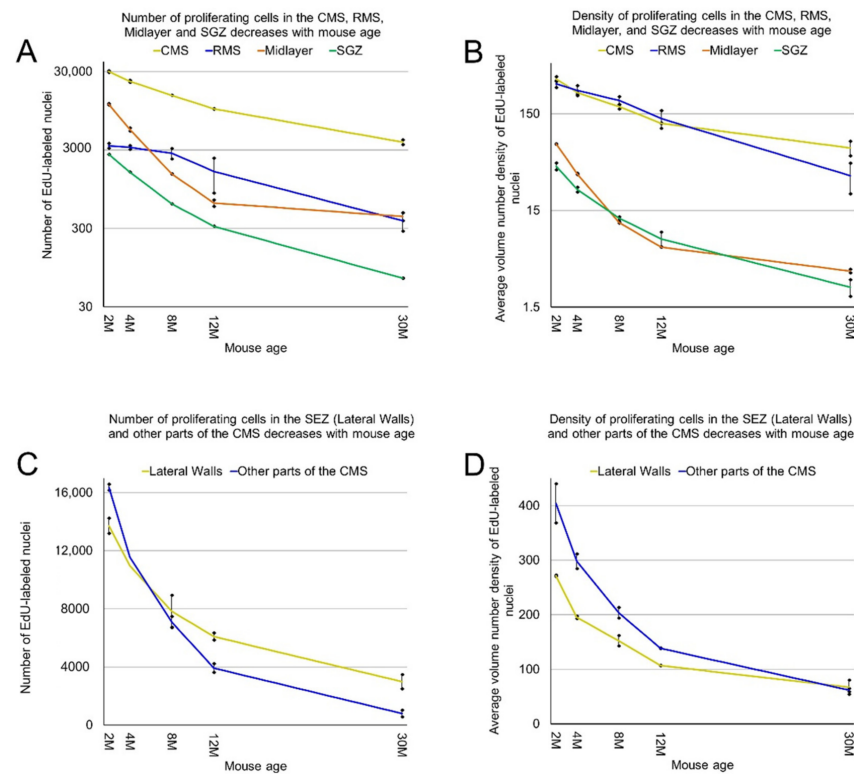 A
Number of proliferating cells in the CMS, RMS,
Midlayer and SGZ decreases with mouse age
CMS RMS Midlayer SGZ
Number of EdU-labeled nuclei
30,000
3000
300
30
2M 4M 8M 12M 30M
Mouse age
B
Density of proliferating cells in the CMS, RMS,
Midlayer, and SGZ decreases with mouse age
CMS RMS Midlayer SGZ
Average volume number density of EdU-labeled
nuclei
150
15
1.5
2M 4M 8M 12M 30M
Mouse age
C
Number of proliferating cells in the SEZ (Lateral Walls)
and other parts of the CMS decreases with mouse age
Lateral Walls Other parts of the CMS
Number of EdU-labeled nuclei
16,000
12,000
8000
4000
0
2M 4M 8M 12M 30M
Mouse age
D
Density of proliferating cells in the SEZ (Lateral Walls)
and other parts of the CMS decreases with mouse age
Lateral Walls Other parts of the CMS
Average volume number density of EdU-labeled
nuclei
500
400
300
200
100
0
2M 4M 8M 12M 30M
Mouse age